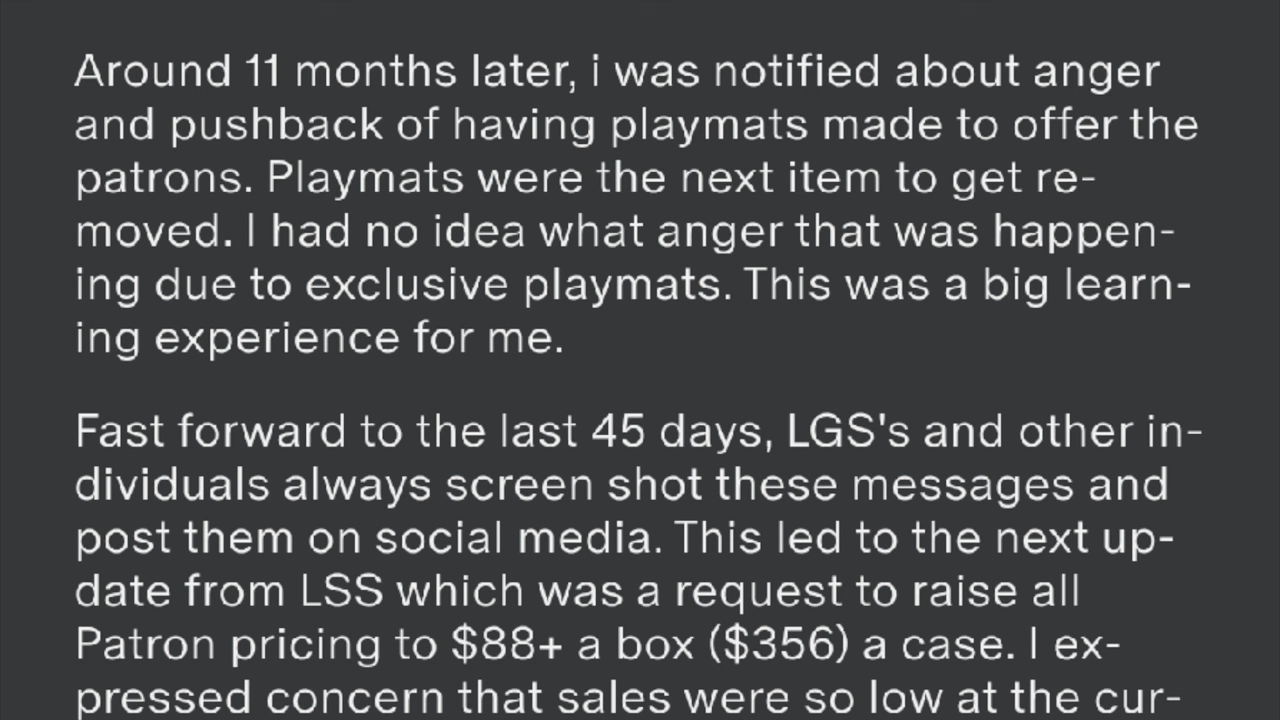 Around 11 months later, i was notified about anger
and pushback of having playmats made to offer the
patrons. Playmats were the next item to get re-
moved. I had no idea what anger that was happen-
ing due to exclusive playmats. This was a big learn-
ing experience for me.
Fast forward to the last 45 days, LGS's and other in-
dividuals always screen shot these messages and
post them on social media. This led to the next up-
date from LSS which was a request to raise all
Patron pricing to $88+ a box ($356) a case. I ex-
pressed concern that sales were so low at the cur-